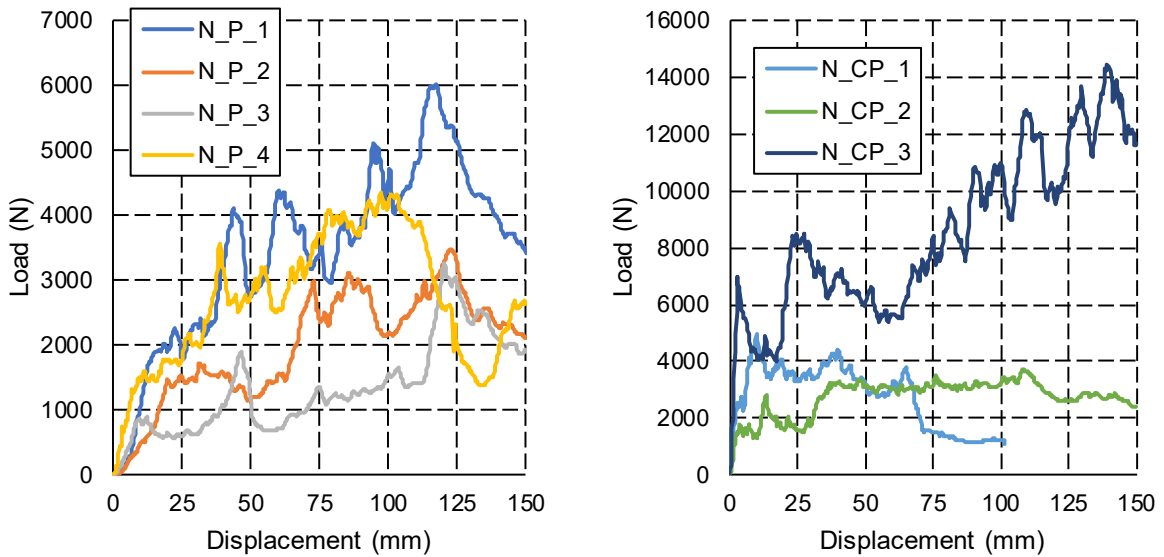 7000
6000
5000
4000
3000
2000
1000
0
Load (N)
N_P_1
N_P_2
N_P_3
N_P_4
0 25 50 75 100 125 150
Displacement (mm)
16000
14000
12000
10000
8000
6000
4000
2000
0
Load (N)
N_CP_1
N_CP_2
N_CP_3
0 25 50 75 100 125 150
Displacement (mm)